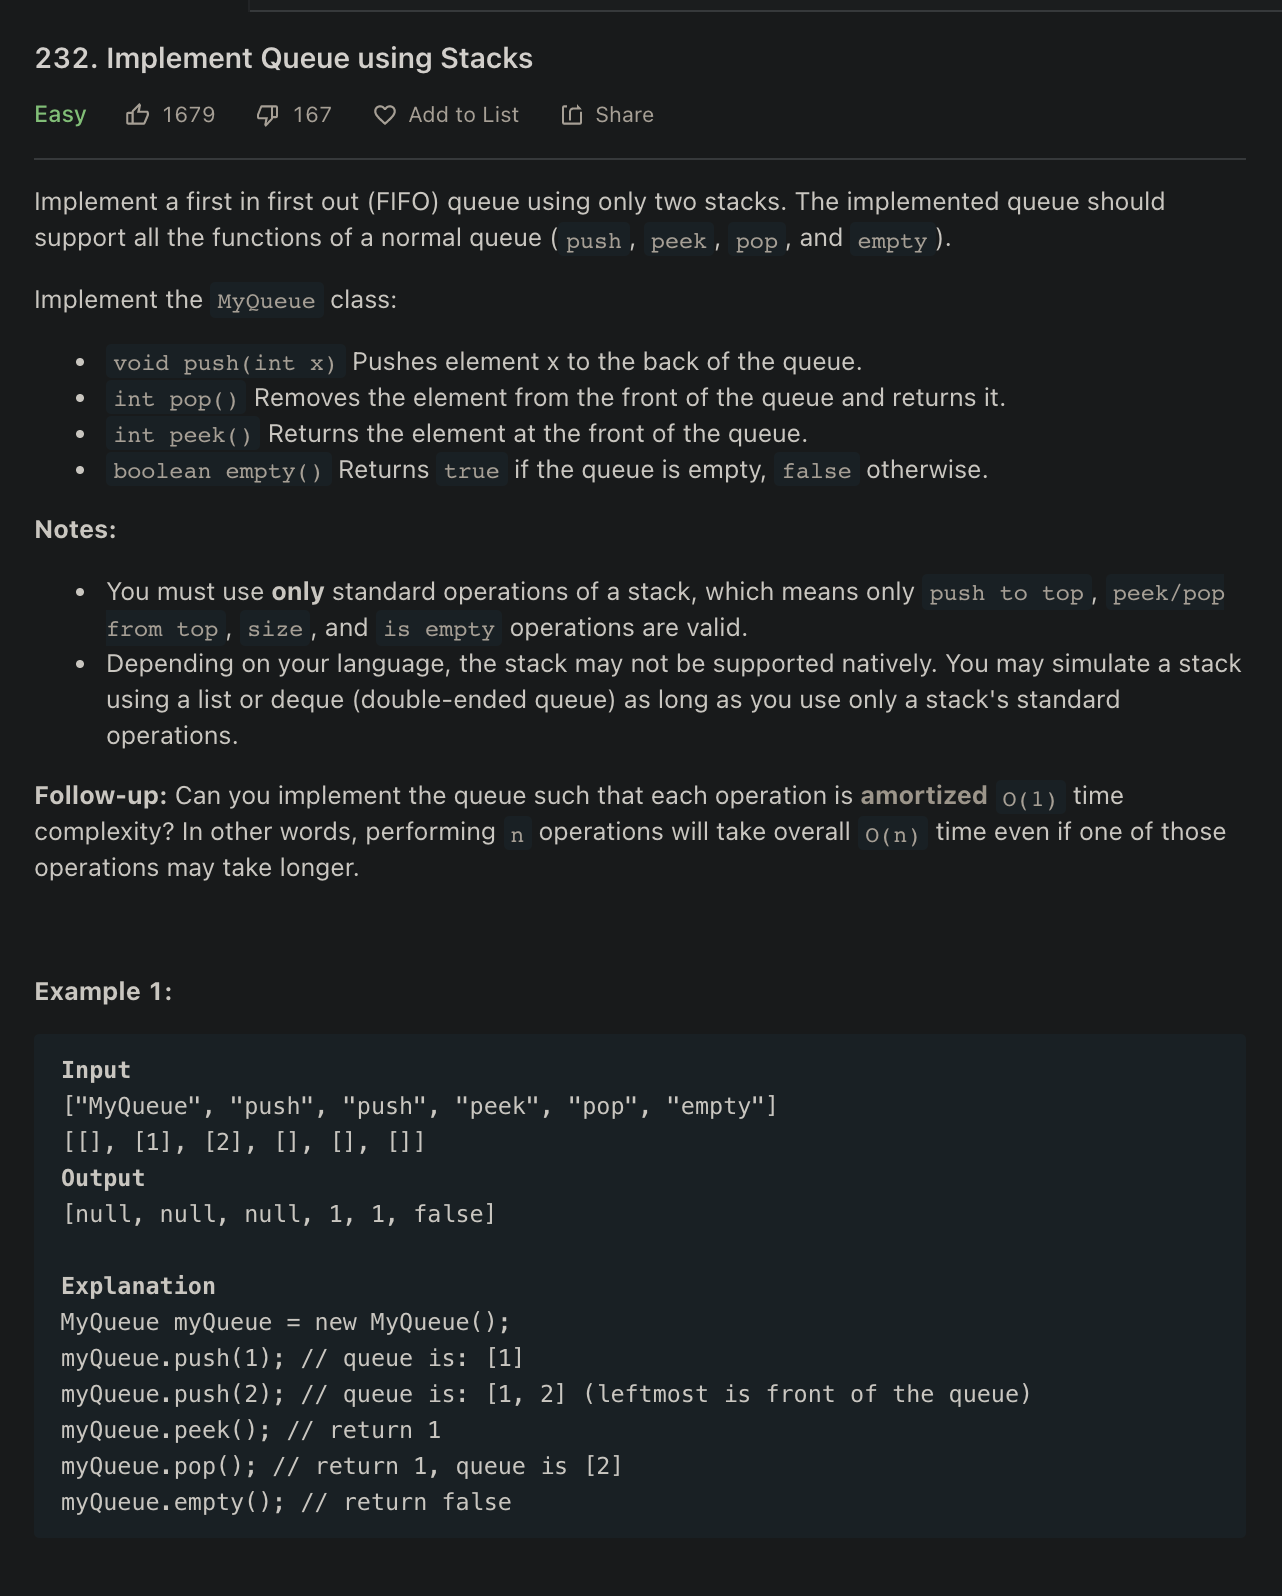 232. Implement Queue using Stacks
Easy 1679 167 Add to List Share
Implement a first in first out (FIFO) queue using only two stacks. The implemented queue should
support all the functions of a normal queue ( push, peek, pop, and empty ).
Implement the MyQueue class:
• void push(int x) Pushes element x to the back of the queue.
• int pop() Removes the element from the front of the queue and returns it.
• int peek() Returns the element at the front of the queue.
• boolean empty() Returns true if the queue is empty, false otherwise.
Notes:
• You must use only standard operations of a stack, which means only push to top, peek/pop
from top, size, and is empty operations are valid.
• Depending on your language, the stack may not be supported natively. You may simulate a stack
using a list or deque (double-ended queue) as long as you use only a stack's standard
operations.
Follow-up: Can you implement the queue such that each operation is amortized O(1) time
complexity? In other words, performing n operations will take overall O(n) time even if one of those
operations may take longer.
Example 1:
Input
["MyQueue", "push", "push", "peek", "pop", "empty"]
[[], [1], [2], [], [], []]
Output
[null, null, null, 1, 1, false]
Explanation
MyQueue myQueue = new MyQueue();
myQueue.push(1); // queue is: [1]
myQueue.push(2); // queue is: [1, 2] (leftmost is front of the queue)
myQueue.peek(); // return 1
myQueue.pop(); // return 1, queue is [2]
myQueue.empty(); // return false